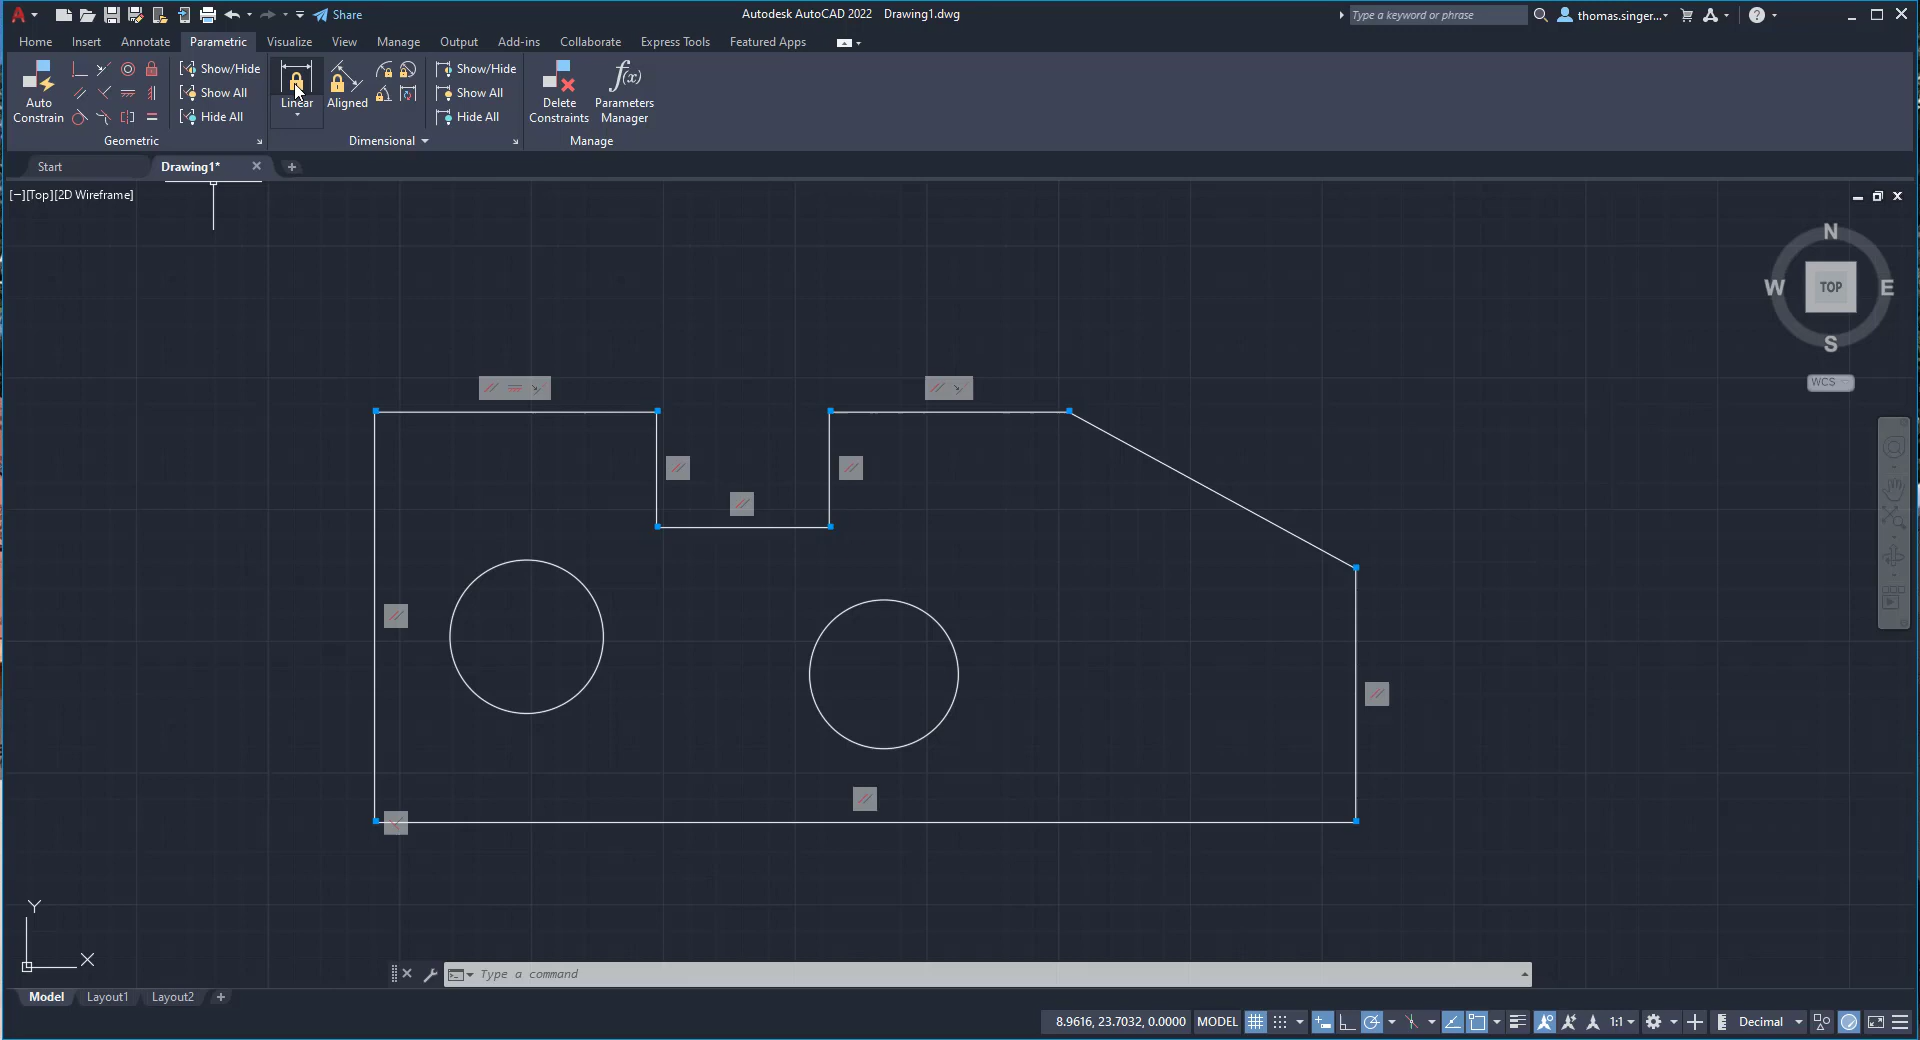 Share
Autodesk AutoCAD 2022 Drawing1.dwg
Type a keyword or phrase
thomas.singer...
Home Insert Annotate Parametric Visualize View Manage Output Add-ins Collaborate Express Tools Featured Apps
Auto
Constrain
Show/Hide
Show All
Hide All
Geometric
Linear
Aligned
Show/Hide
Show All
Hide All
Dimensional
Delete
Constraints
Parameters
Manager
Manage
Start
Drawing1*
[−][Top][2D Wireframe]
N
W
TOP
E
S
WCS
Y
X
Type a command
Model Layout1 Layout2
8.9616, 23.7032, 0.0000 MODEL
1:1
Decimal